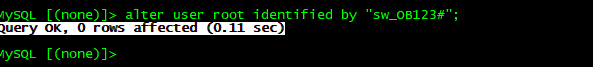 MySQL [(none)]> alter user root identified by "sw_OB123#";
Query OK, 0 rows affected (0.11 sec)
MySQL [(none)]>